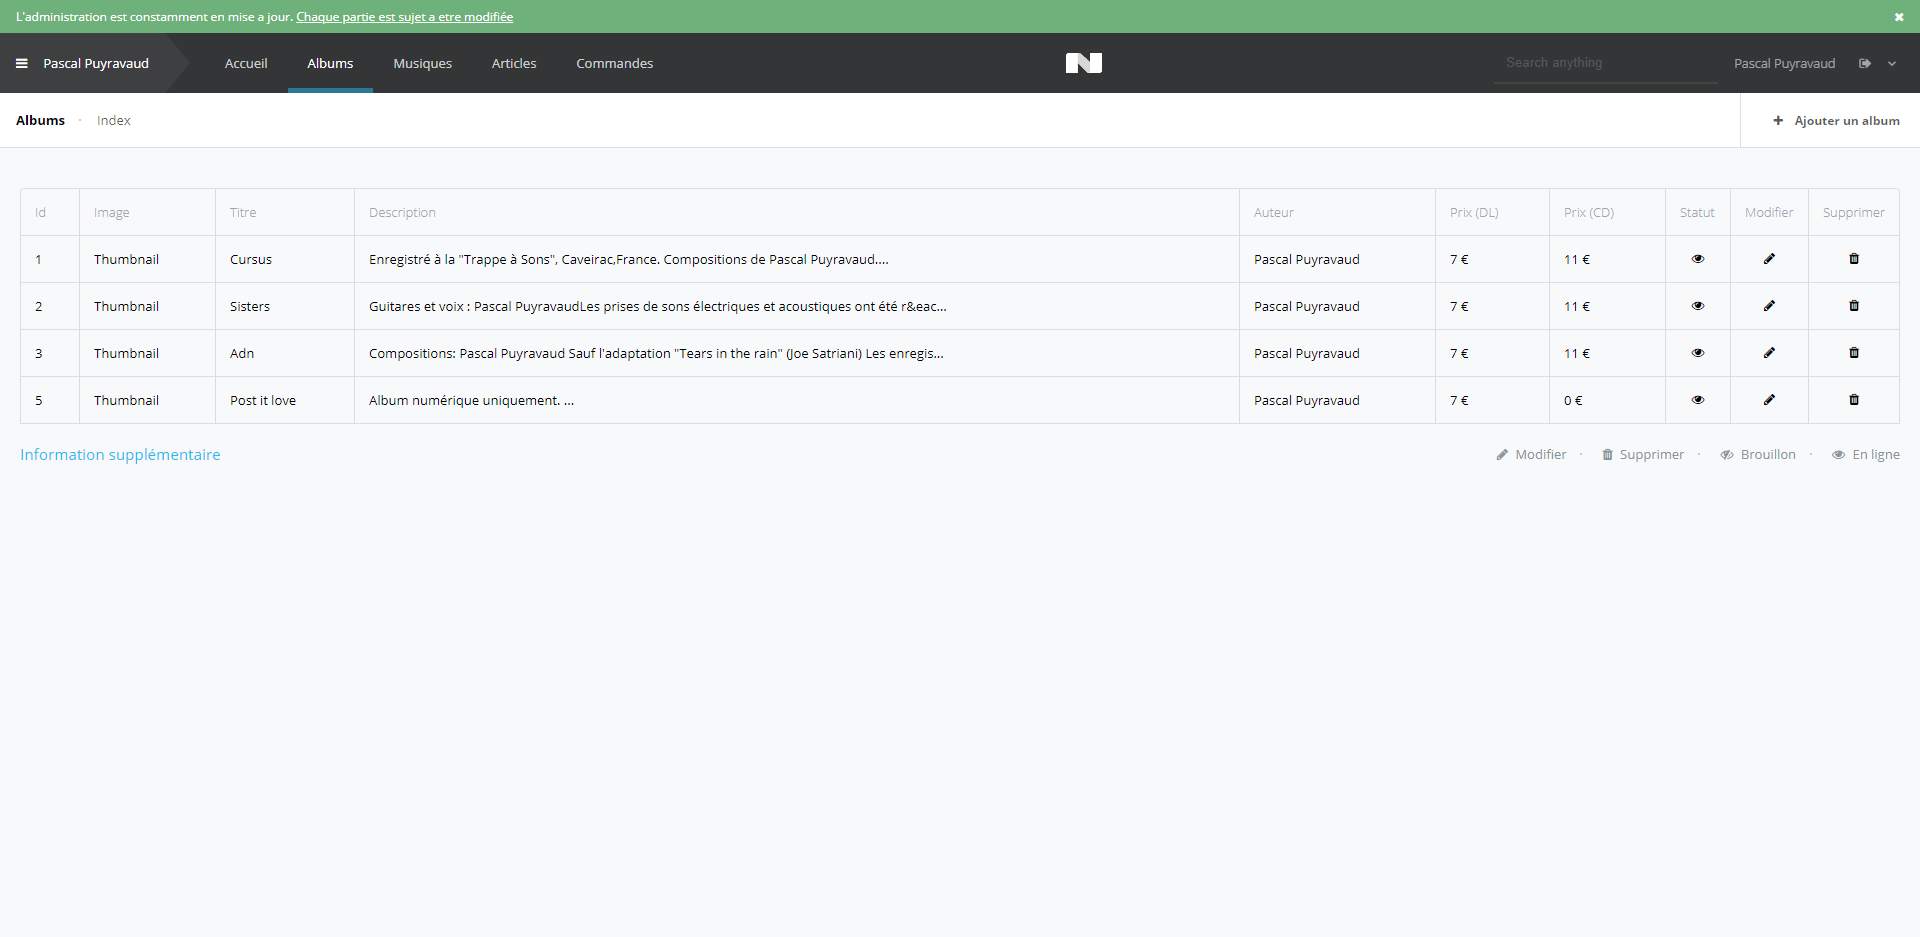 L'administration est constamment en mise a jour. Chaque partie est sujet a etre modifiée
Pascal Puyravaud Accueil Albums Musiques Articles Commandes N Search anything Pascal Puyravaud
Albums · Index + Ajouter un album
Id Image Titre Description Auteur Prix (DL) Prix (CD) Statut Modifier Supprimer
1 Thumbnail Cursus Enregistré à la "Trappe à Sons", Caveirac,France. Compositions de Pascal Puyravaud.... Pascal Puyravaud 7 € 11 €
2 Thumbnail Sisters Guitares et voix : Pascal PuyravaudLes prises de sons électriques et acoustiques ont été r&eac... Pascal Puyravaud 7 € 11 €
3 Thumbnail Adn Compositions: Pascal Puyravaud Sauf l'adaptation "Tears in the rain" (Joe Satriani) Les enregis... Pascal Puyravaud 7 € 11 €
5 Thumbnail Post it love Album numérique uniquement. ... Pascal Puyravaud 7 € 0 €
Information supplémentaire Modifier · Supprimer · Brouillon · En ligne